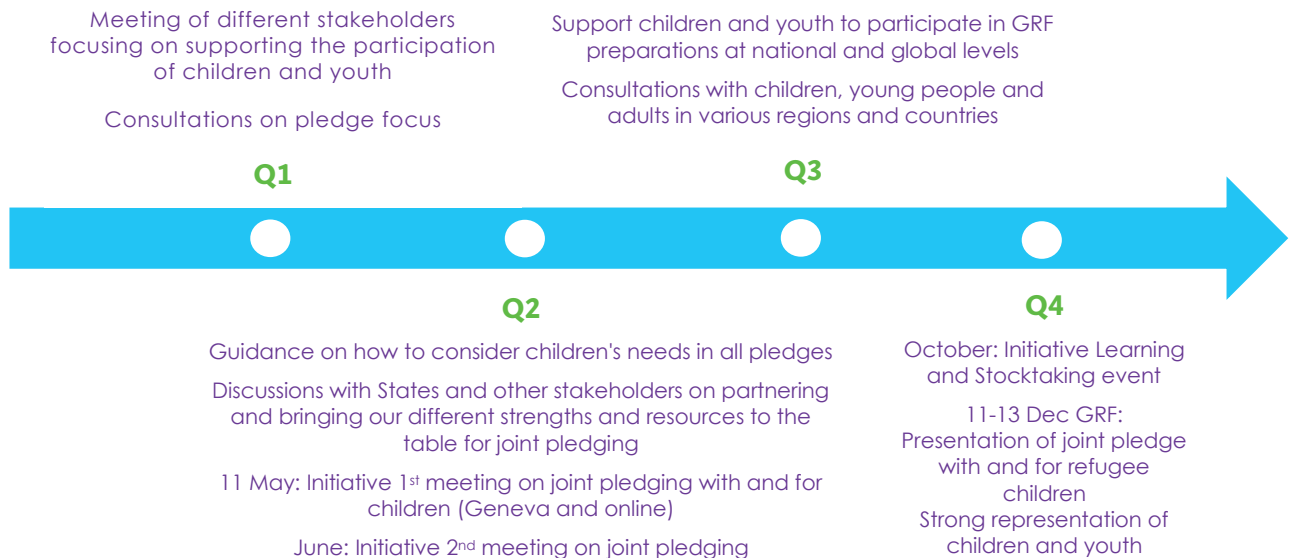 Meeting of different stakeholders
focusing on supporting the participation
of children and youth
Consultations on pledge focus
Q1
Support children and youth to participate in GRF
preparations at national and global levels
Consultations with children, young people and
adults in various regions and countries
Q3
Q2
Guidance on how to consider children's needs in all pledges
Discussions with States and other stakeholders on partnering
and bringing our different strengths and resources to the
table for joint pledging
11 May: Initiative 1st meeting on joint pledging with and for
children (Geneva and online)
June: Initiative 2nd meeting on joint pledging
Q4
October: Initiative Learning
and Stocktaking event
11-13 Dec GRF:
Presentation of joint pledge
with and for refugee
children
Strong representation of
children and youth